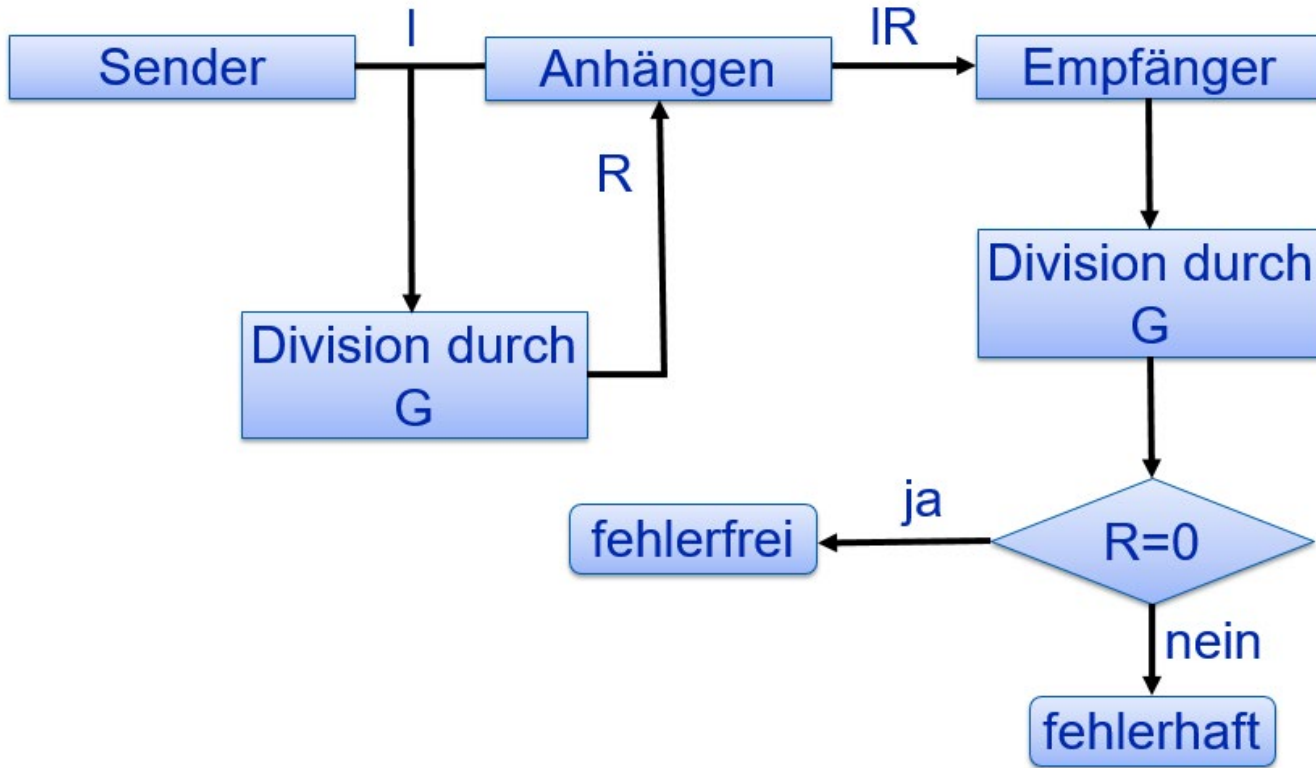 I
IR
Sender
Anhängen
Empfänger
R
Division durch
G
Division durch
G
ja
fehlerfrei
R=0
nein
fehlerhaft